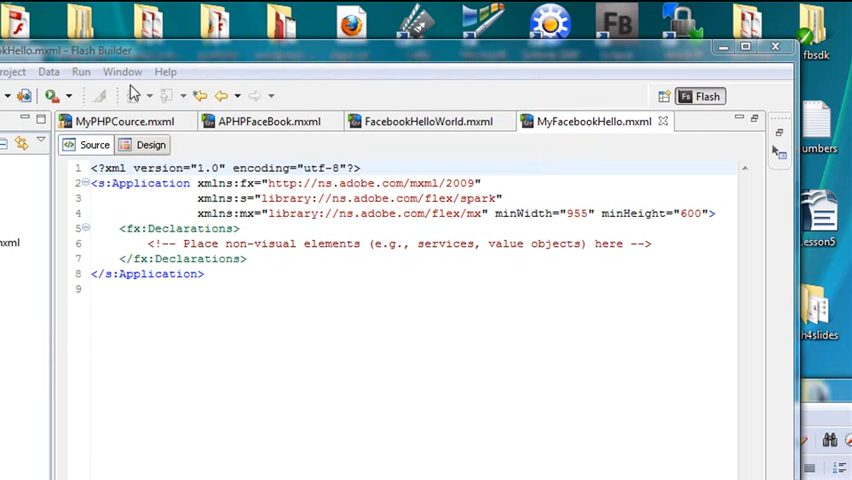 ookHello.mxml - Flash Builder
roject Data Run Window Help
Flash
MyPHPCource.mxml APHPFaceBook.mxml FacebookHelloWorld.mxml MyFacebookHello.mxml
Source Design
1 <?xml version="1.0" encoding="utf-8"?>
2 <s:Application xmlns:fx="http://ns.adobe.com/mxml/2009"
3 xmlns:s="library://ns.adobe.com/flex/spark"
4 xmlns:mx="library://ns.adobe.com/flex/mx" minWidth="955" minHeight="600">
5 <fx:Declarations>
6 <!-- Place non-visual elements (e.g., services, value objects) here -->
7 </fx:Declarations>
8 </s:Application>
9
mxml
FB
fbsdk
umbers
Lesson5
h4slides